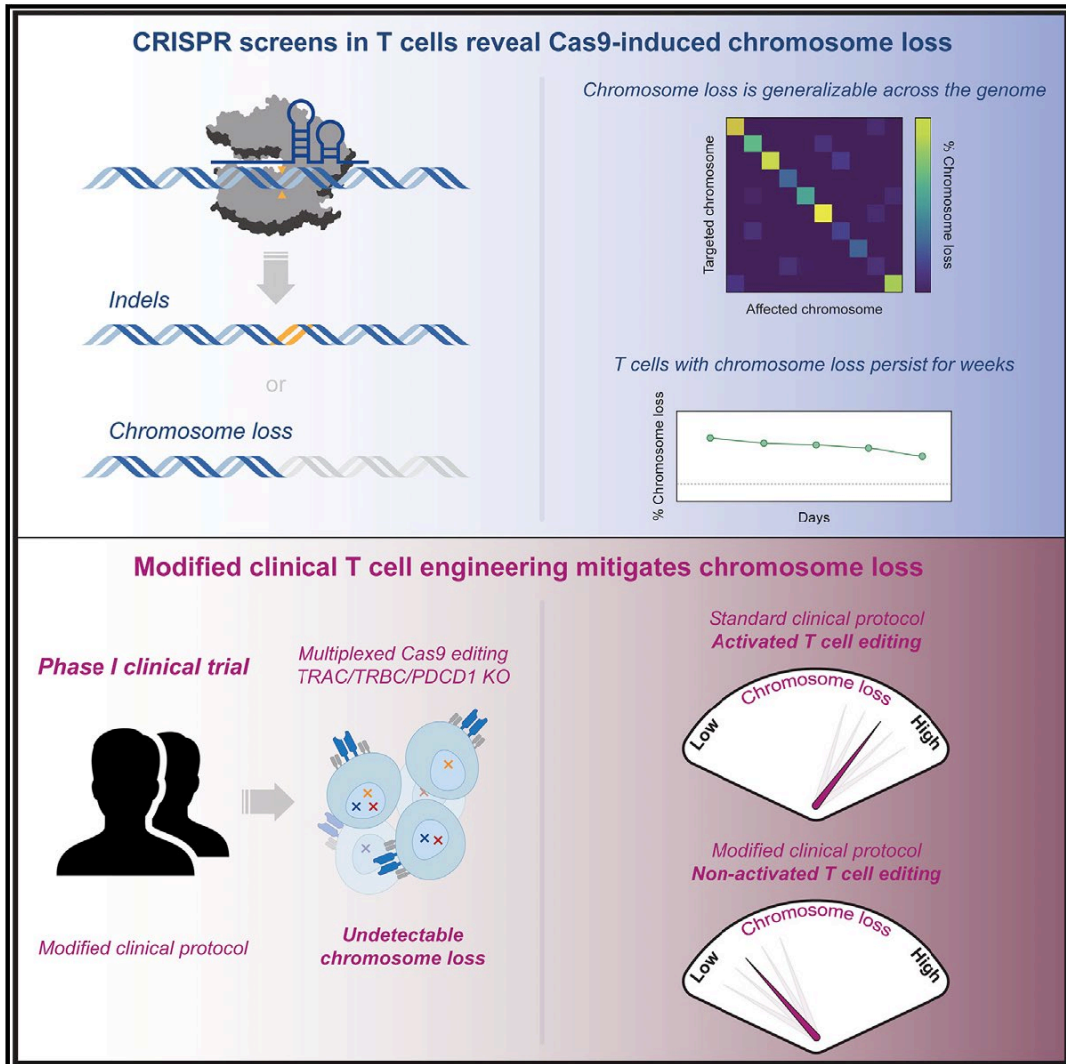 CRISPR screens in T cells reveal Cas9-induced chromosome loss
Indels
or
Chromosome loss
Chromosome loss is generalizable across the genome
Targeted chromosome
% Chromosome loss
Affected chromosome
T cells with chromosome loss persist for weeks
% Chromosome loss
Days
Modified clinical T cell engineering mitigates chromosome loss
Phase I clinical trial
Modified clinical protocol
Multiplexed Cas9 editing
TRAC/TRBC/PDCD1 KO
Undetectable
chromosome loss
Standard clinical protocol
Activated T cell editing
Chromosome loss
Low
High
Modified clinical protocol
Non-activated T cell editing
Chromosome loss
Low
High